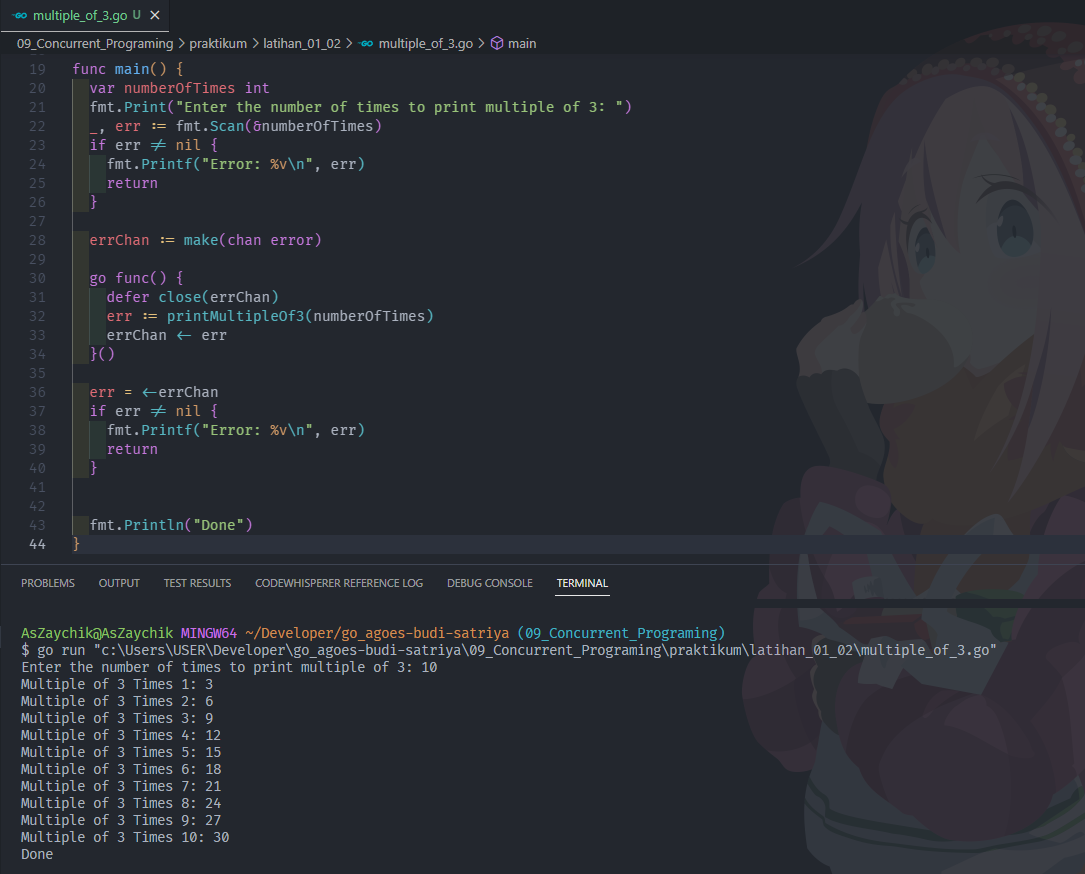 GO multiple_of_3.go U ×
09_Concurrent_Programing > praktikum > latihan_01_02 > GO multiple_of_3.go > main
19 func main() {
20 var numberOfTimes int
21 fmt.Print("Enter the number of times to print multiple of 3: ")
22 _, err := fmt.Scan(&numberOfTimes)
23 if err != nil {
24 fmt.Printf("Error: %v\n", err)
25 return
26 }
27
28 errChan := make(chan error)
29
30 go func() {
31 defer close(errChan)
32 err := printMultipleOf3(numberOfTimes)
33 errChan <- err
34 }()
35
36 err = <-errChan
37 if err != nil {
38 fmt.Printf("Error: %v\n", err)
39 return
40 }
41
42
43 fmt.Println("Done")
44 }
PROBLEMS OUTPUT TEST RESULTS CODEWHISPERER REFERENCE LOG DEBUG CONSOLE TERMINAL
AsZaychik@AsZaychik MINGW64 ~/Developer/go_agoes-budi-satriya (09_Concurrent_Programing)
$ go run "c:\Users\USER\Developer\go_agoes-budi-satriya\09_Concurrent_Programing\praktikum\latihan_01_02\multiple_of_3.go"
Enter the number of times to print multiple of 3: 10
Multiple of 3 Times 1: 3
Multiple of 3 Times 2: 6
Multiple of 3 Times 3: 9
Multiple of 3 Times 4: 12
Multiple of 3 Times 5: 15
Multiple of 3 Times 6: 18
Multiple of 3 Times 7: 21
Multiple of 3 Times 8: 24
Multiple of 3 Times 9: 27
Multiple of 3 Times 10: 30
Done